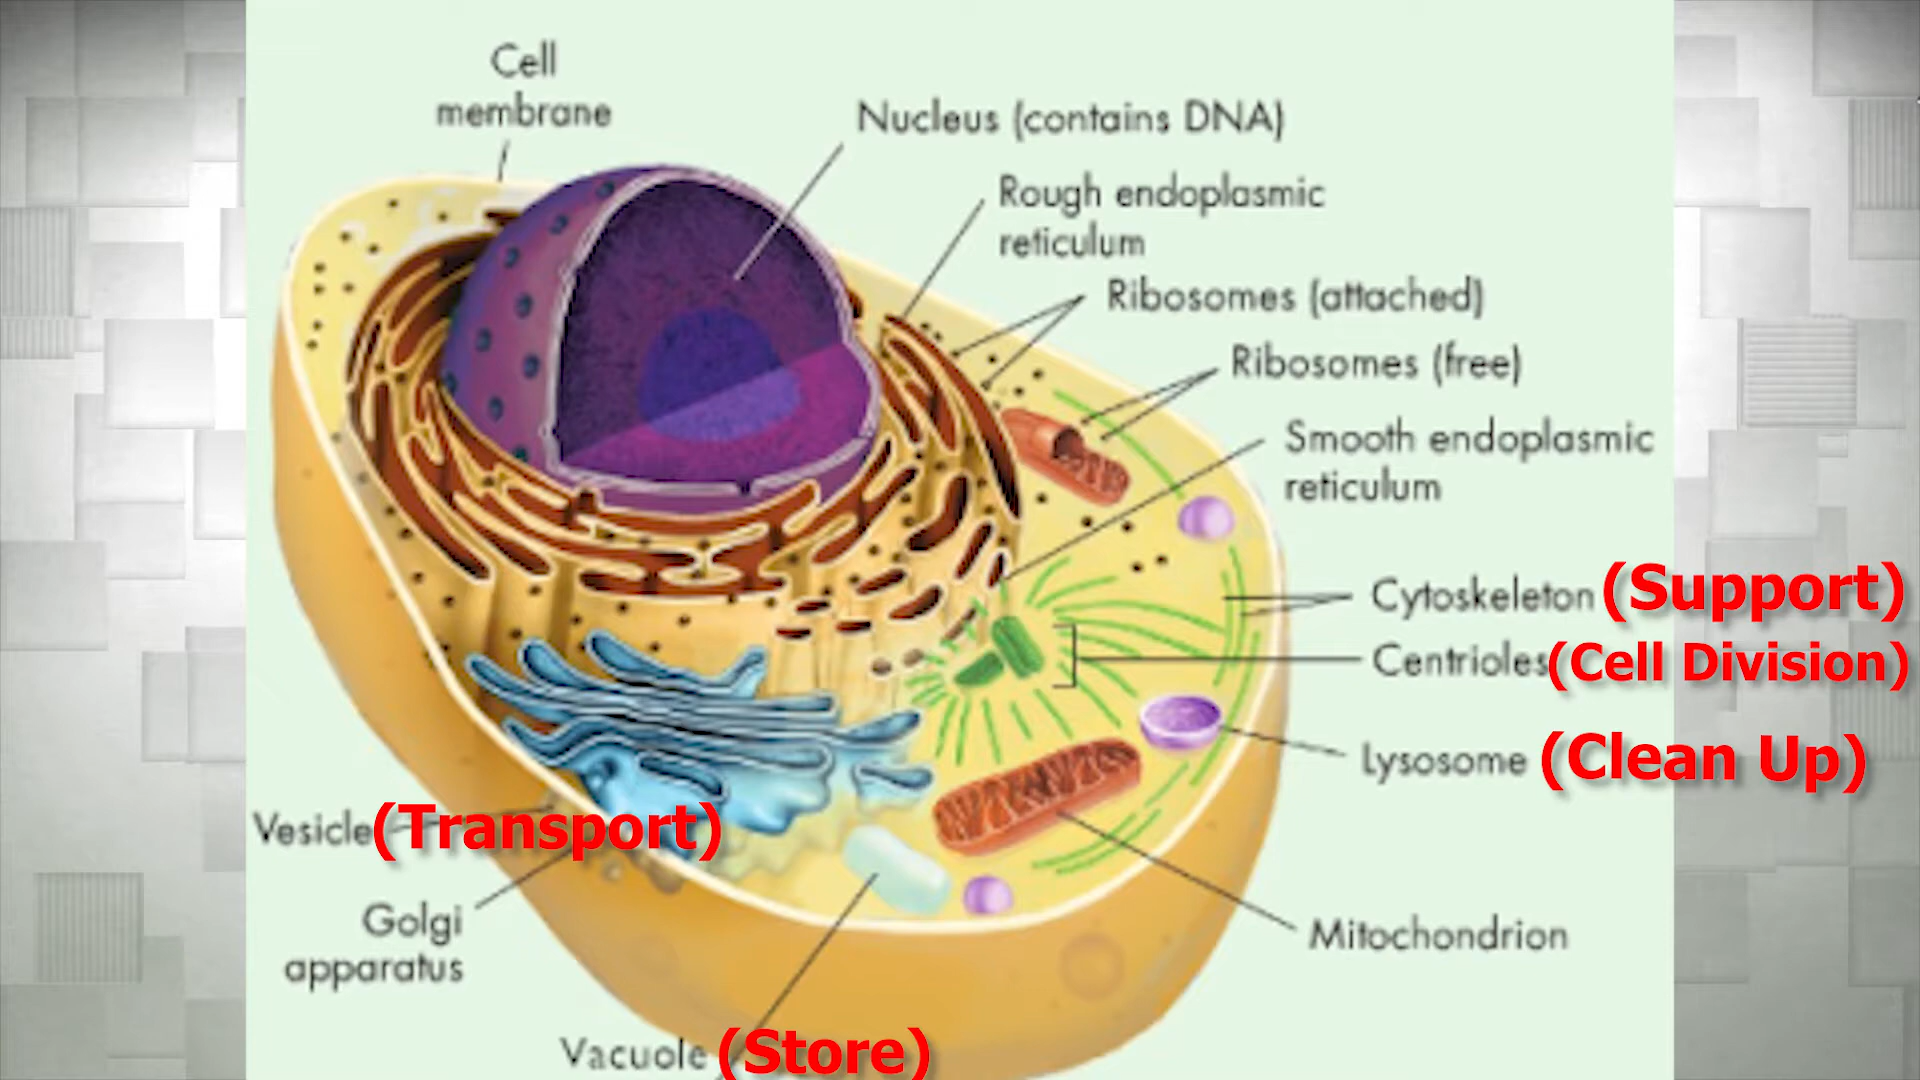 Cell
membrane
Nucleus (contains DNA)
Rough endoplasmic
reticulum
Ribosomes (attached)
Ribosomes (free)
Smooth endoplasmic
reticulum
Cytoskeleton (Support)
Centrioles (Cell Division)
Lysosome (Clean Up)
Vesicle (Transport)
Golgi
apparatus
Mitochondrion
Vacuole (Store)